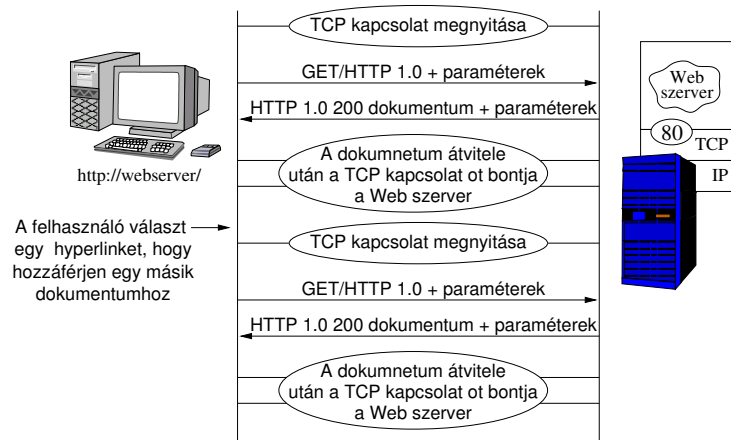 TCP kapcsolat megnyitása
GET/HTTP 1.0 + paraméterek
HTTP 1.0 200 dokumentum + paraméterek
A dokumnetum átvitele
után a TCP kapcsolat ot bontja
a Web szerver
http://webserver/
Web
szerver
80
TCP
IP
A felhasználó választ
egy hyperlinket, hogy
hozzáférjen egy másik
dokumentumhoz
TCP kapcsolat megnyitása
GET/HTTP 1.0 + paraméterek
HTTP 1.0 200 dokumentum + paraméterek
A dokumnetum átvitele
után a TCP kapcsolat ot bontja
a Web szerver